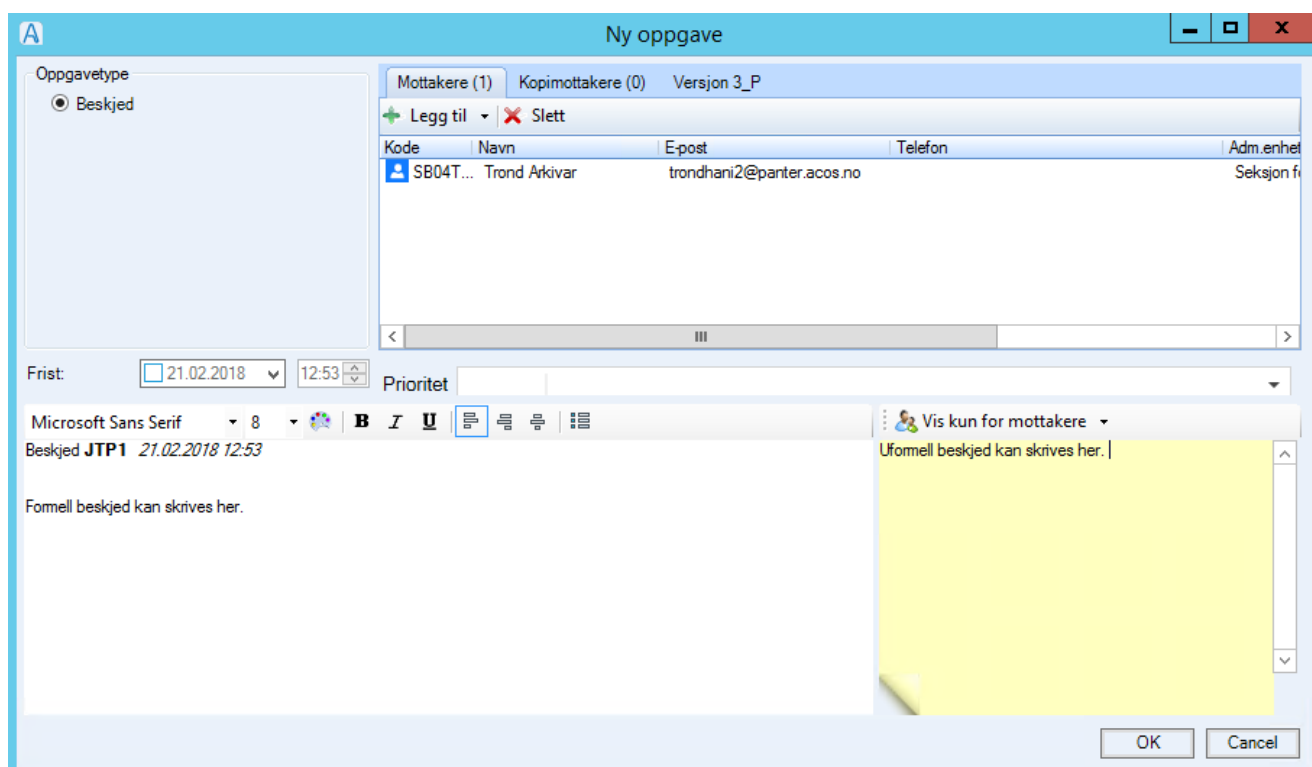 Ny oppgave
Oppgavetype
Beskjed
Mottakere (1) Kopimottakere (0) Versjon 3_P
Legg til Slett
Kode Navn E-post Telefon Adm.enhet
SB04T... Trond Arkivar trondhani2@panter.acos.no Seksjon f
Frist: 21.02.2018 12:53 Prioritet
Microsoft Sans Serif 8 B I U Vis kun for mottakere
Beskjed JTP1 21.02.2018 12:53
Uformell beskjed kan skrives her.
Formell beskjed kan skrives her.
OK Cancel